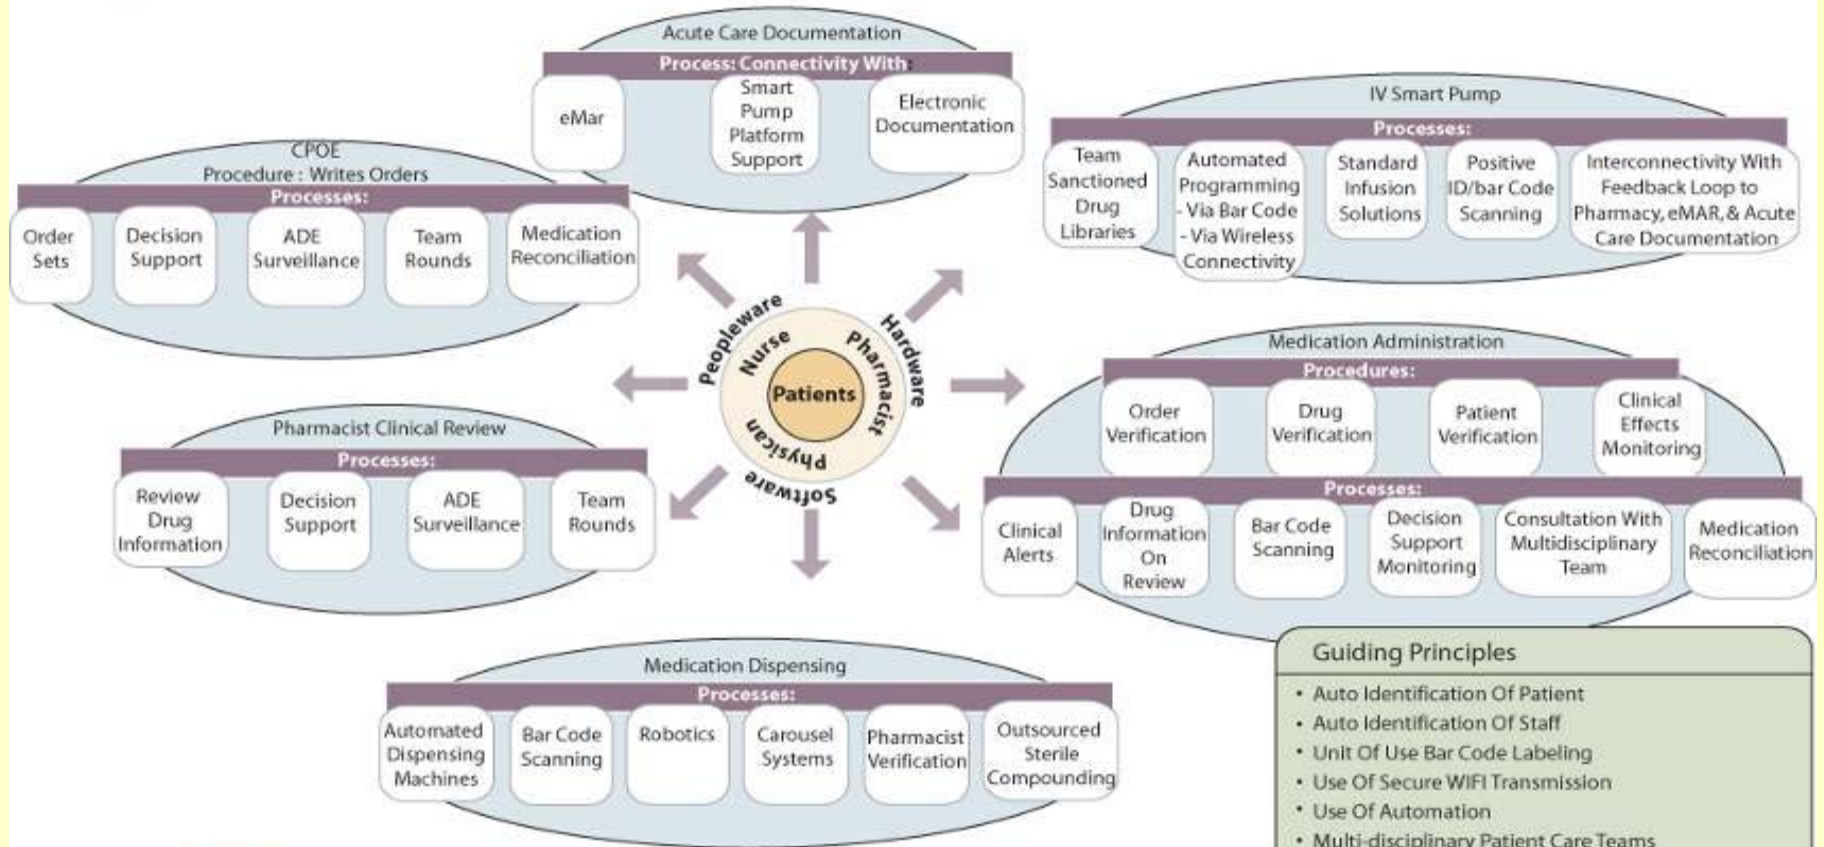 Acute Care Documentation
Process: Connectivity With:
eMar
Smart
Pump
Platform
Support
Electronic
Documentation
IV Smart Pump
Processes:
Team
Sanctioned
Drug
Libraries
Automated
Programming
- Via Bar Code
- Via Wireless
Connectivity
Standard
Infusion
Solutions
Positive
ID/bar Code
Scanning
Interconnectivity With
Feedback Loop to
Pharmacy, eMAR, & Acute
Care Documentation
CPOE
Procedure : Writes Orders
Processes:
Order
Sets
Decision
Support
ADE
Surveillance
Team
Rounds
Medication
Reconciliation
Peopleware
Hardware
Software
Nurse
Pharmacist
Physican
Patients
Medication Administration
Procedures:
Order
Verification
Drug
Verification
Patient
Verification
Clinical
Effects
Monitoring
Processes:
Clinical
Alerts
Drug
Information
On
Review
Bar Code
Scanning
Decision
Support
Monitoring
Consultation With
Multidisciplinary
Team
Medication
Reconciliation
Pharmacist Clinical Review
Processes:
Review
Drug
Information
Decision
Support
ADE
Surveillance
Team
Rounds
Medication Dispensing
Processes:
Automated
Dispensing
Machines
Bar Code
Scanning
Robotics
Carousel
Systems
Pharmacist
Verification
Outsourced
Sterile
Compounding
Guiding Principles
• Auto Identification Of Patient
• Auto Identification Of Staff
• Unit Of Use Bar Code Labeling
• Use Of Secure WIFI Transmission
• Use Of Automation
• Multi-disciplinary Patient Care Teams